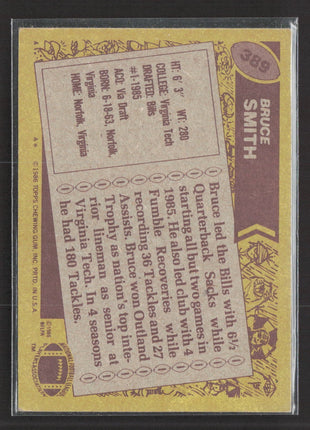 389
BRUCE
SMITH
HT: 6' 3" WT: 280
COLLEGE: Virginia Tech
DRAFTED: Bills
#1-1985
ACQ: Via Draft
BORN: 6-18-63, Norfolk,
Virginia
HOME: Norfolk, Virginia
Bruce led the Bills with 6½
Quarterback Sacks while
starting all but two games in
1985. He also led club with 4
Fumble Recoveries while
recording 36 Tackles and 27
Assists. Bruce won Outland
Trophy as nation's top inte-
rior lineman as senior at
Virginia Tech. In 4 seasons
he had 180 Tackles.
4*
© 1986 TOPPS CHEWING GUM, INC. PRTD. IN U.S.A.
© 1986
TM